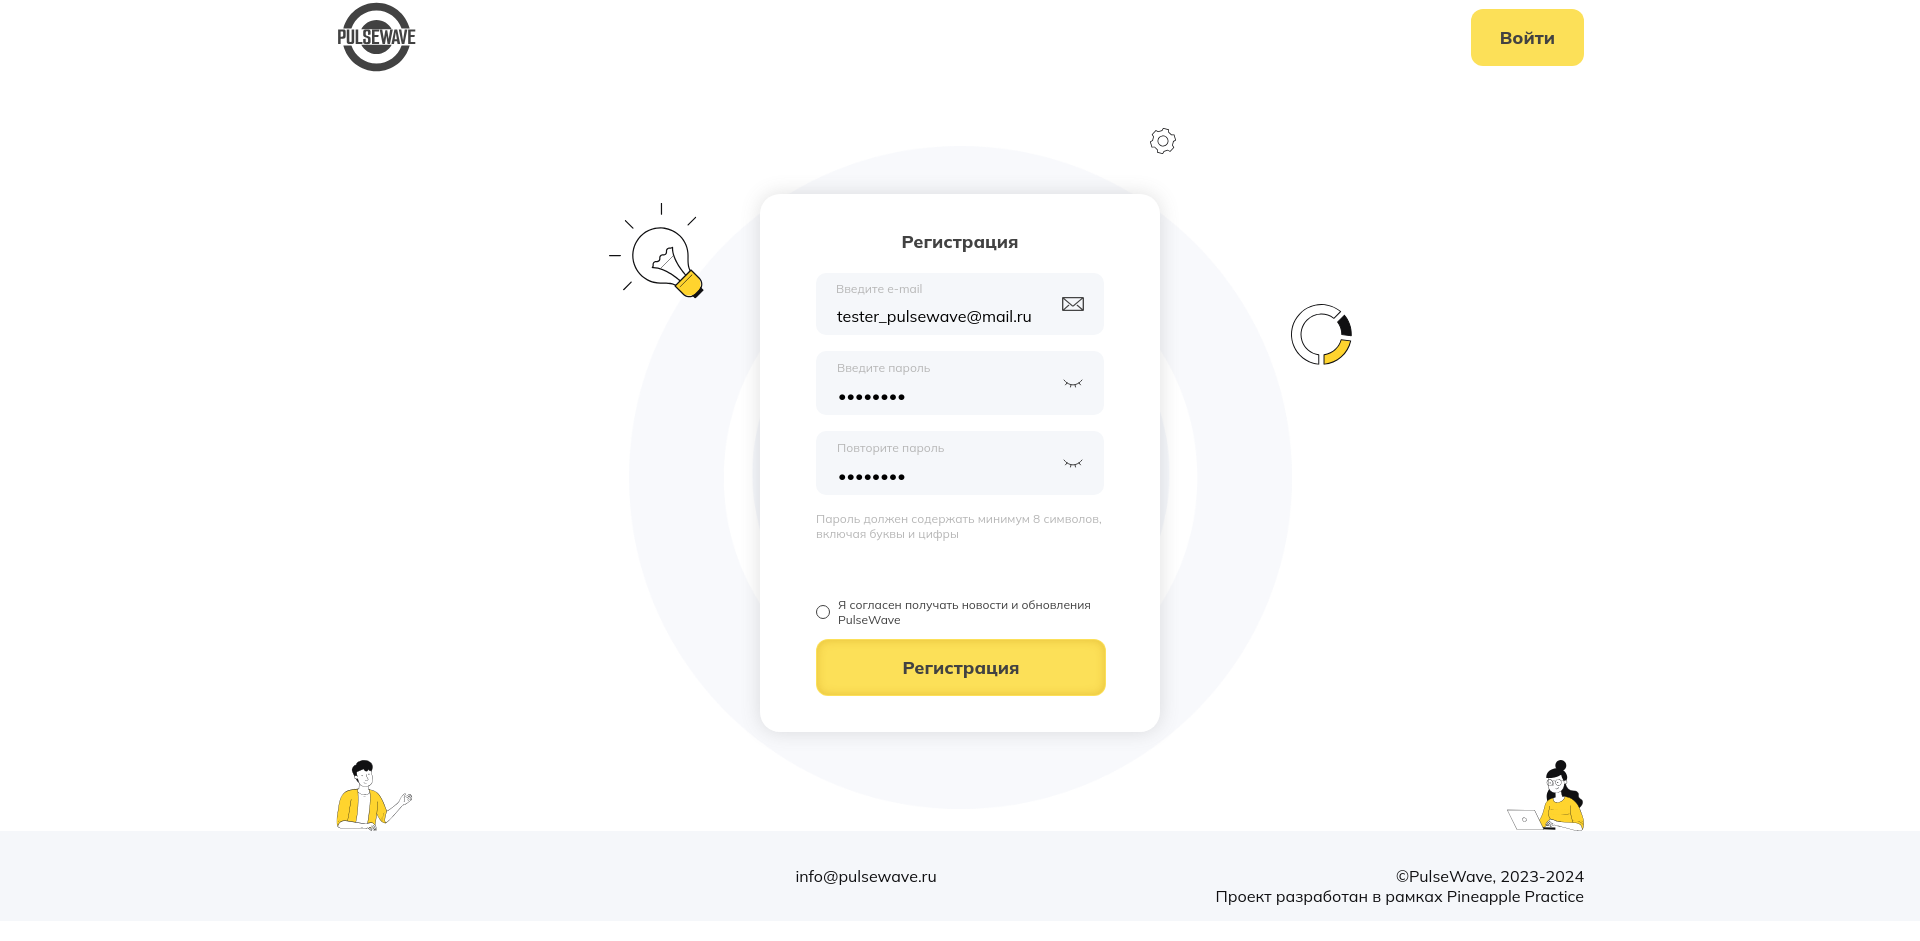 PULSEWAVE
Войти
Регистрация
Введите e-mail
tester_pulsewave@mail.ru
Введите пароль
••••••••
Повторите пароль
••••••••
Пароль должен содержать минимум 8 символов,
включая буквы и цифры
Я согласен получать новости и обновления
PulseWave
Регистрация
info@pulsewave.ru
©PulseWave, 2023-2024
Проект разработан в рамках Pineapple Practice